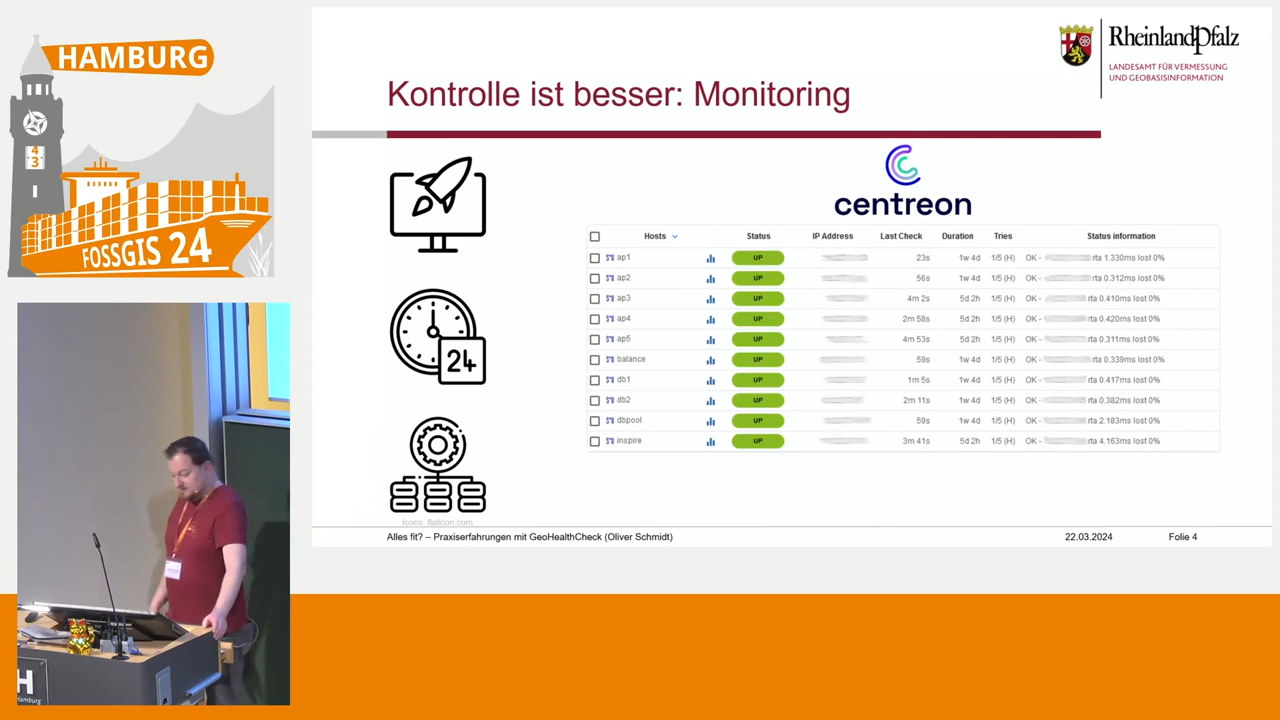 HAMBURG
4
3
FOSSGIS 24
RheinlandPfalz
LANDESAMT FÜR VERMESSUNG
UND GEOBASISINFORMATION
Kontrolle ist besser: Monitoring
centreon
24
Hosts Status IP Address Last Check Duration Tries Status information
ap1 UP 23s 1w 4d 1/5 (H) OK - rta 1.330ms lost 0%
ap2 UP 56s 1w 4d 1/5 (H) OK - rta 0.312ms lost 0%
ap3 UP 4m 2s 5d 2h 1/5 (H) OK - rta 0.410ms lost 0%
ap4 UP 2m 58s 5d 2h 1/5 (H) OK - rta 0.420ms lost 0%
ap5 UP 4m 53s 5d 2h 1/5 (H) OK - rta 0.311ms lost 0%
balance UP 59s 1w 4d 1/5 (H) OK - rta 0.339ms lost 0%
db1 UP 1m 5s 1w 4d 1/5 (H) OK - rta 0.417ms lost 0%
db2 UP 2m 11s 1w 4d 1/5 (H) OK - rta 0.382ms lost 0%
dbpool UP 59s 1w 4d 1/5 (H) OK - rta 2.183ms lost 0%
inspire UP 3m 41s 5d 2h 1/5 (H) OK - rta 4.163ms lost 0%
Icons: flaticon.com
Alles fit? – Praxiserfahrungen mit GeoHealthCheck (Oliver Schmidt) 22.03.2024 Folie 4
H
Hamburg